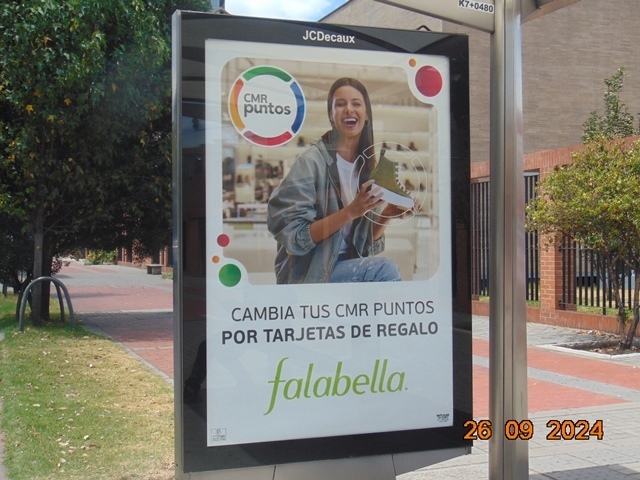 K7+0480
JCDecaux
CMR
puntos
CAMBIA TUS CMR PUNTOS
POR TARJETAS DE REGALO
falabella.
26 09 2024